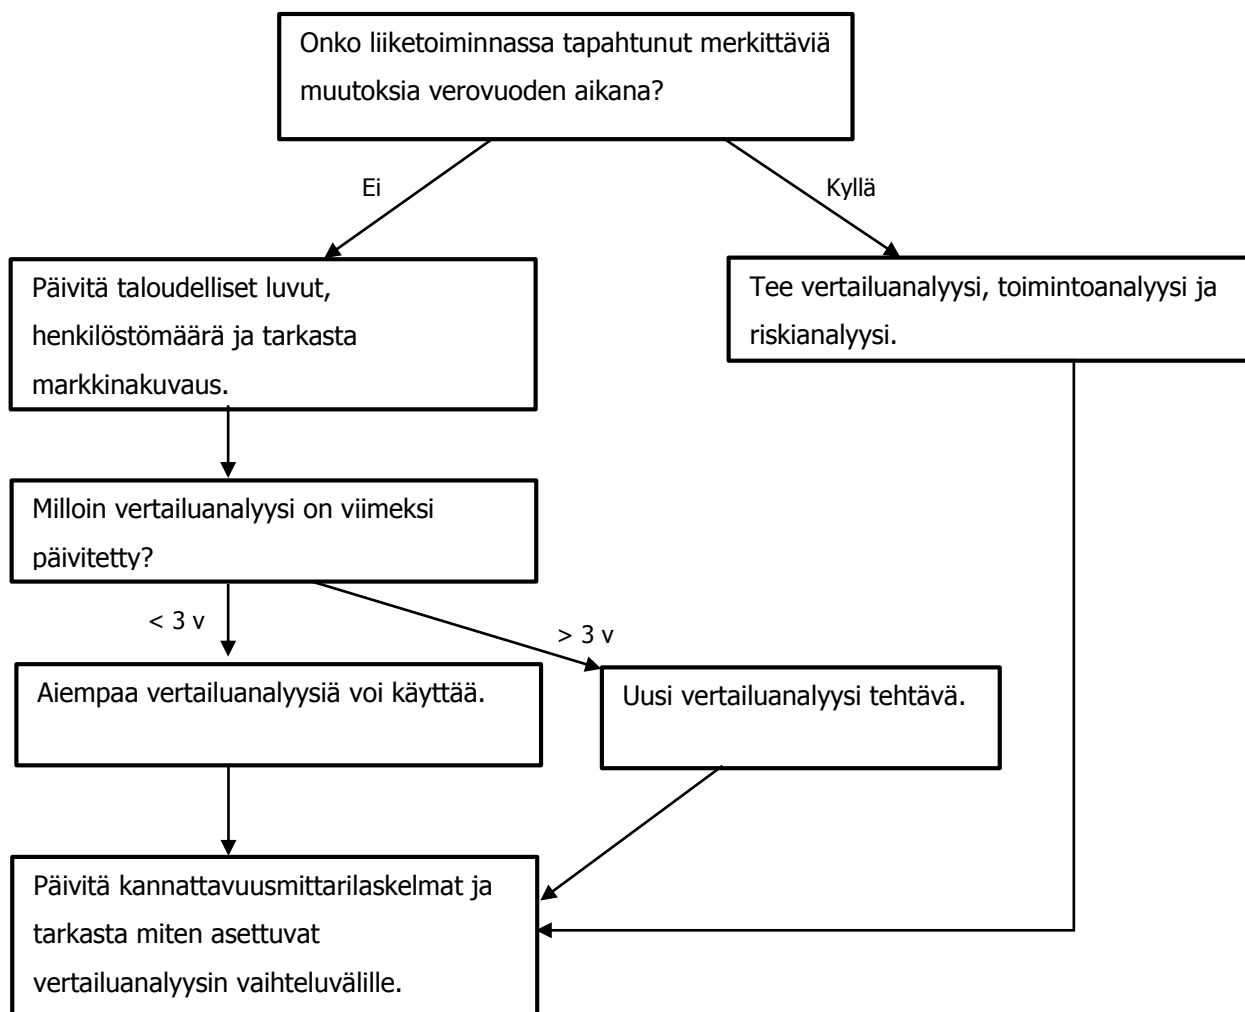 Onko liiketoiminnassa tapahtunut merkittäviä
muutoksia verovuoden aikana?
Ei
Kyllä
Päivitä taloudelliset luvut,
henkilöstömäärä ja tarkasta
markkinakuvaus.
Tee vertailuanalyysi, toimintoanalyysi ja
riskianalyysi.
Milloin vertailuanalyysi on viimeksi
päivitetty?
< 3 v
> 3 v
Aiempaa vertailuanalyysiä voi käyttää.
Uusi vertailuanalyysi tehtävä.
Päivitä kannattavuusmittarilaskelmat ja
tarkasta miten asettuvat
vertailuanalyysin vaihteluvälille.